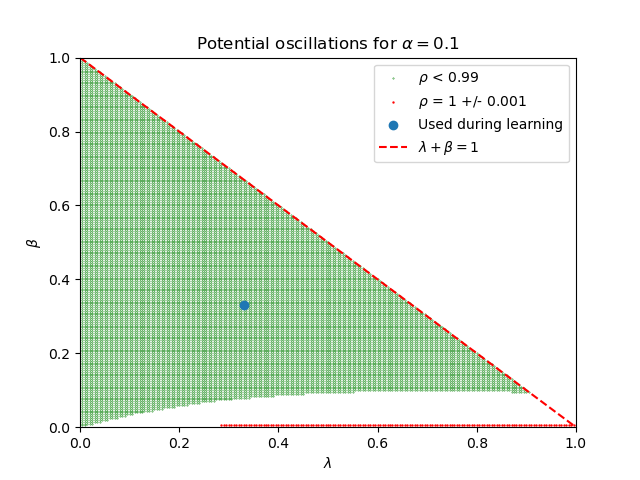 Potential oscillations for α = 0.1
ρ < 0.99
ρ = 1 +/- 0.001
Used during learning
λ + β = 1
1.0
0.8
0.6
0.4
0.2
0.0
β
0.0 0.2 0.4 0.6 0.8 1.0
λ